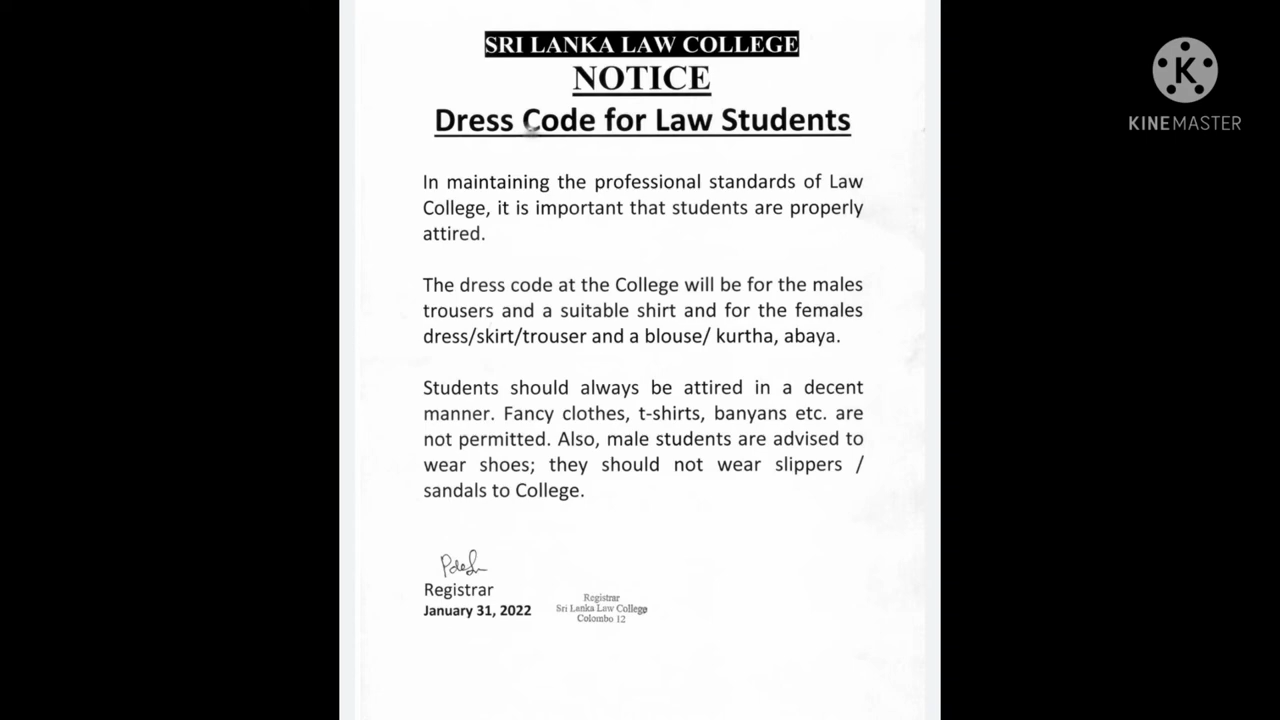 SRI LANKA LAW COLLEGE
NOTICE
Dress Code for Law Students
In maintaining the professional standards of Law
College, it is important that students are properly
attired.
The dress code at the College will be for the males
trousers and a suitable shirt and for the females
dress/skirt/trouser and a blouse/ kurtha, abaya.
Students should always be attired in a decent
manner. Fancy clothes, t-shirts, banyans etc. are
not permitted. Also, male students are advised to
wear shoes; they should not wear slippers /
sandals to College.
Registrar
January 31, 2022
Registrar
Sri Lanka Law College
Colombo 12
K
KINEMASTER